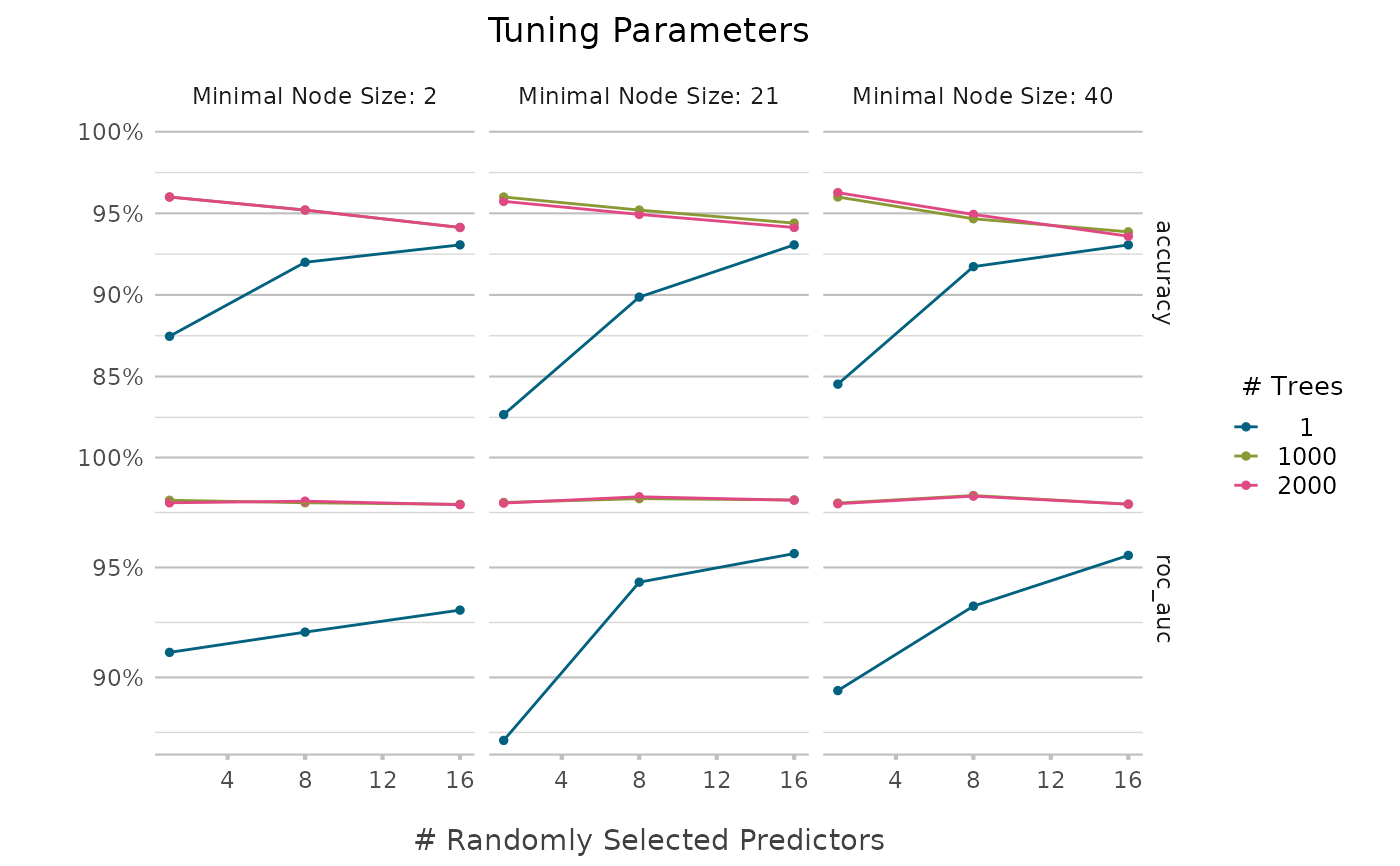 Tuning Parameters
Minimal Node Size: 2
Minimal Node Size: 21
Minimal Node Size: 40
100%
95%
90%
85%
accuracy
100%
95%
90%
roc_auc
4 8 12 16
4 8 12 16
4 8 12 16
# Randomly Selected Predictors
# Trees
1
1000
2000